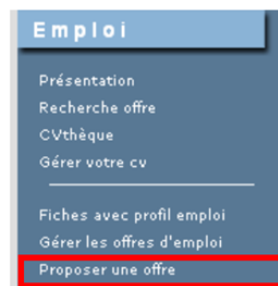 Emploi
Présentation
Recherche offre
CVthèque
Gérer votre cv
Fiches avec profil emploi
Gérer les offres d'emploi
Proposer une offre